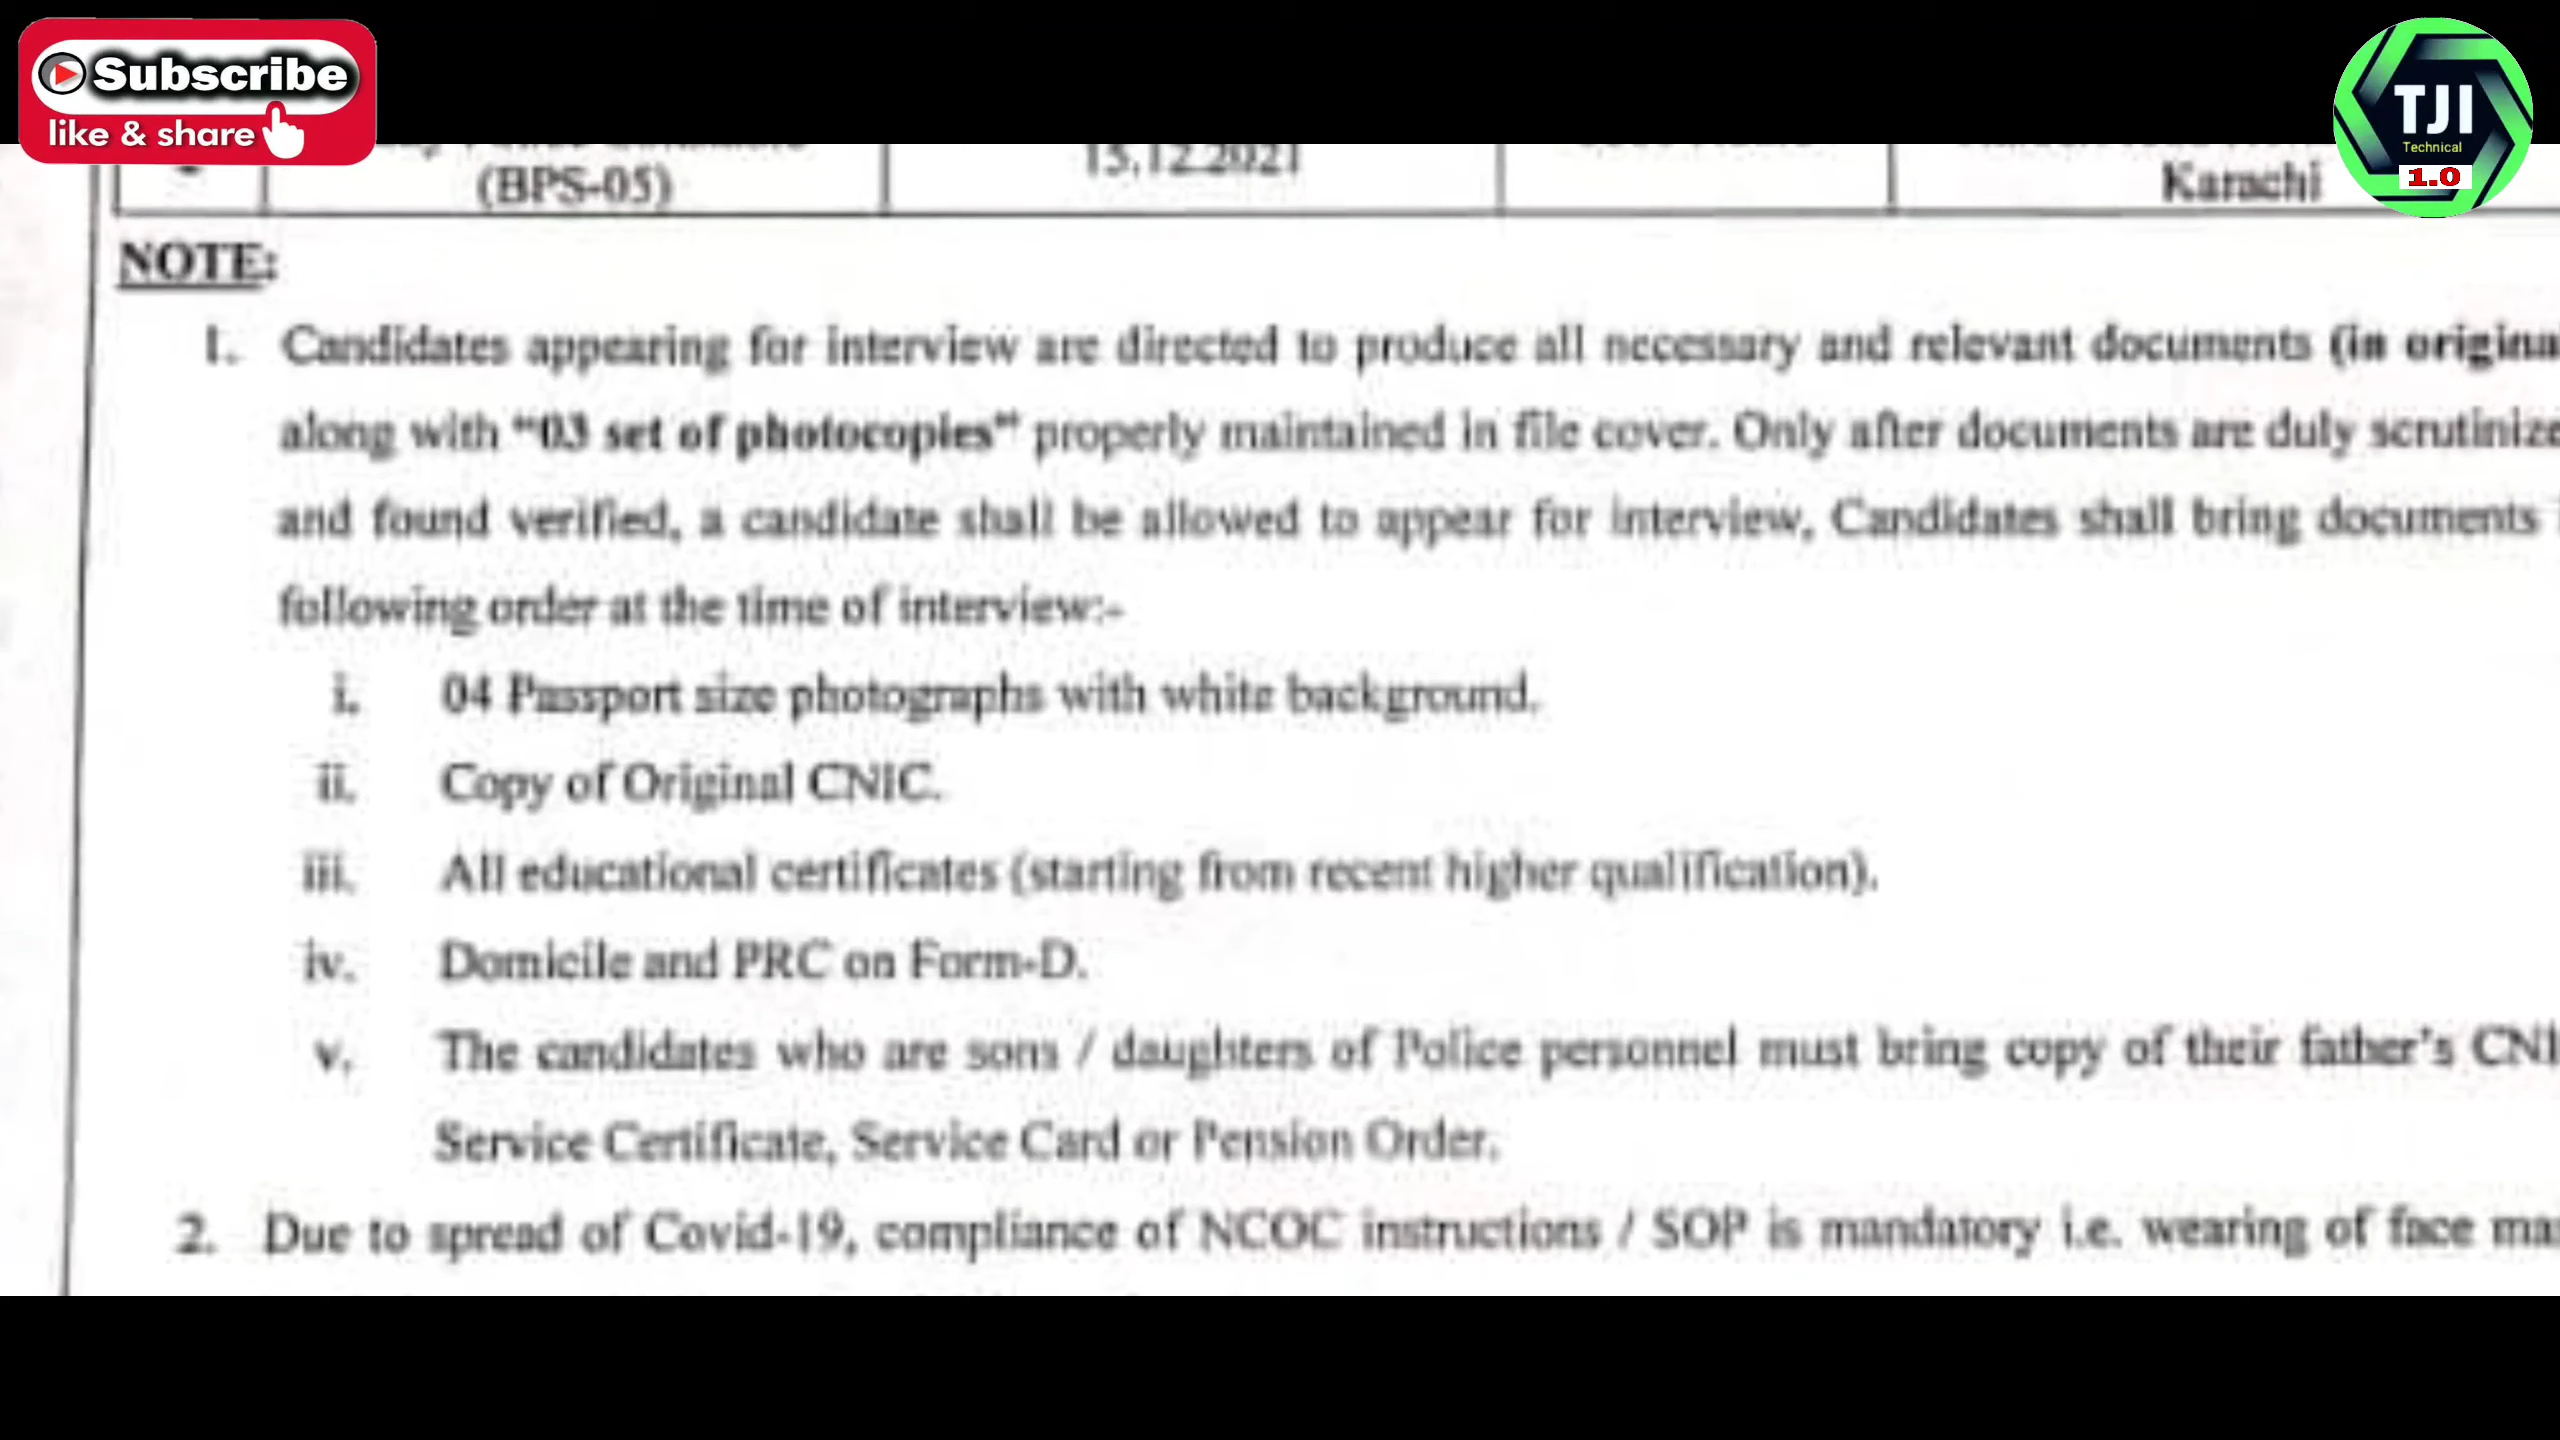 Subscribe
like & share
TJI
Technical
1.0
15.12.2021
(BPS-05)
Karachi
NOTE:
1. Candidates appearing for interview are directed to produce all necessary and relevant documents (in original
along with "03 set of photocopies" properly maintained in file cover. Only after documents are duly scrutinize
and found verified, a candidate shall be allowed to appear for interview, Candidates shall bring documents
following order at the time of interview:-
i. 04 Passport size photographs with white background.
ii. Copy of Original CNIC.
iii. All educational certificates (starting from recent higher qualification).
iv. Domicile and PRC on Form-D.
v. The candidates who are sons / daughters of Police personnel must bring copy of their father's CNI
Service Certificate, Service Card or Pension Order.
2. Due to spread of Covid-19, compliance of NCOC instructions / SOP is mandatory i.e. wearing of face mas